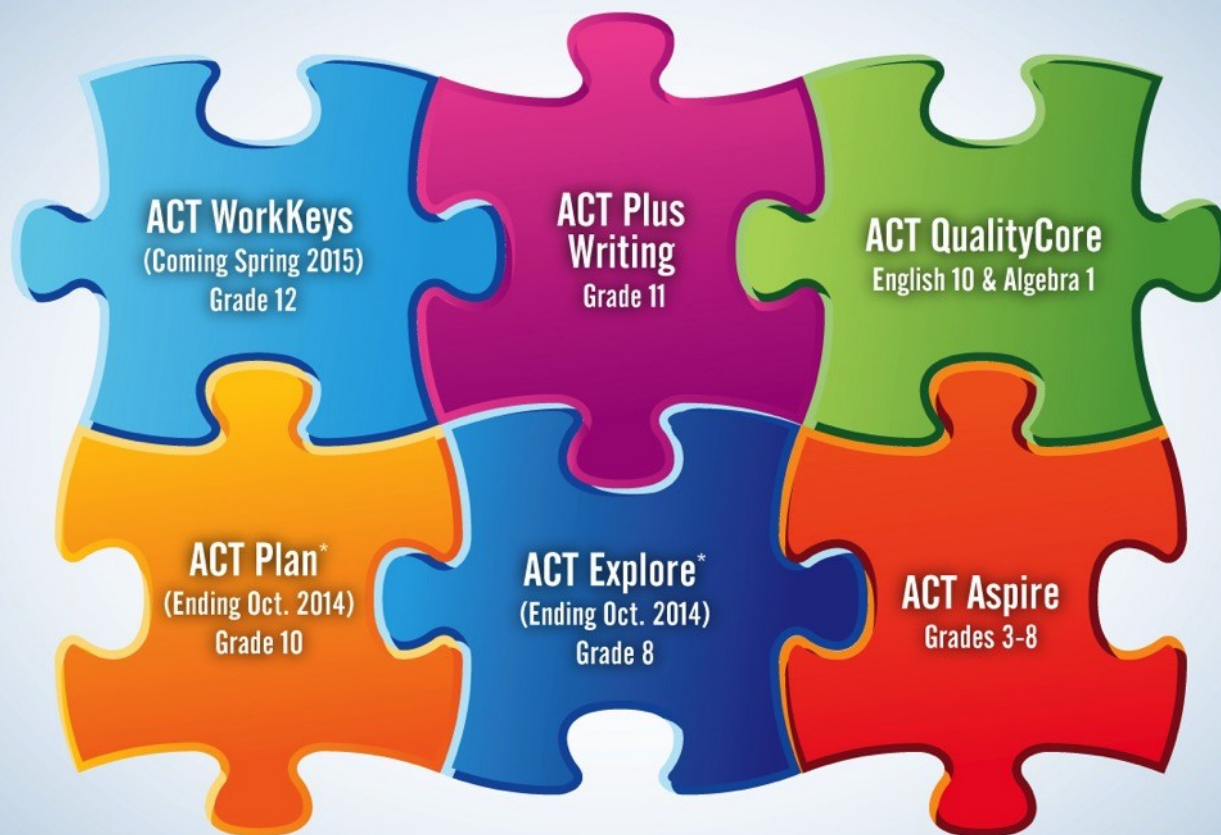 ACT WorkKeys
(Coming Spring 2015)
Grade 12
ACT Plus
Writing
Grade 11
ACT QualityCore
English 10 & Algebra 1
ACT Plan*
(Ending Oct. 2014)
Grade 10
ACT Explore*
(Ending Oct. 2014)
Grade 8
ACT Aspire
Grades 3-8